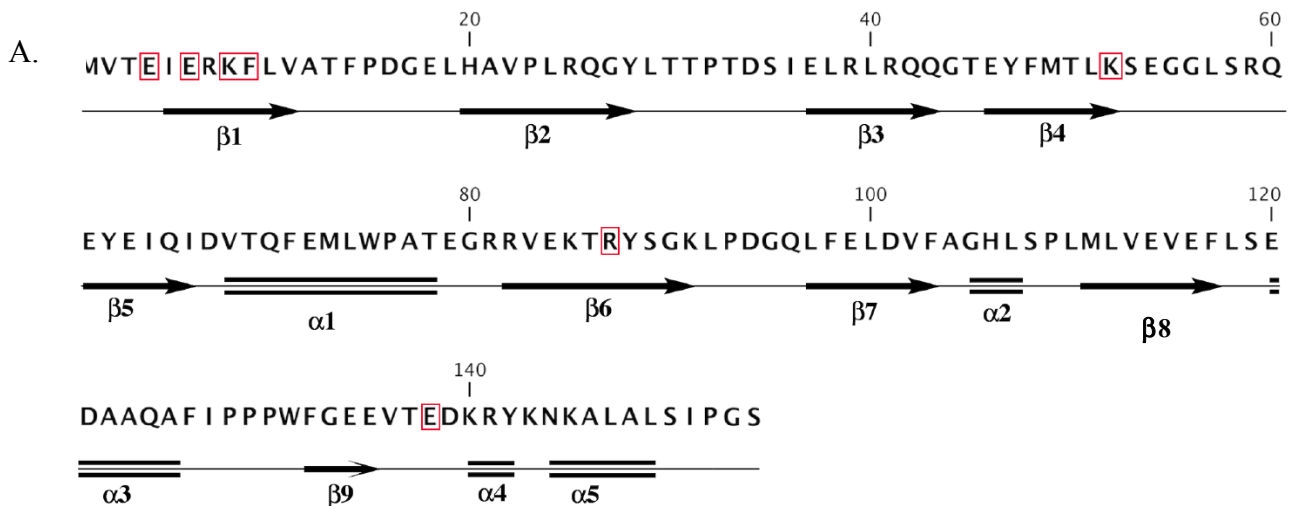 20 40 60
A. MVTEIERKFLVATFPDGELHAVPLRQGYLTTPTDSIELRLRQQGTEYFMTLKSEGGLSRQ
β1 β2 β3 β4
80 100 120
EYEIQIDVTQFEMLWPATEGRRVEKTRYSGKLPDGQLFELDVFAGHLSPLMLVEVEFLSE
β5 α1 β6 β7 α2 β8
140
DAAQAFIPPPWFGEEVTEDKRYKNKALALSIPGS
α3 β9 α4 α5